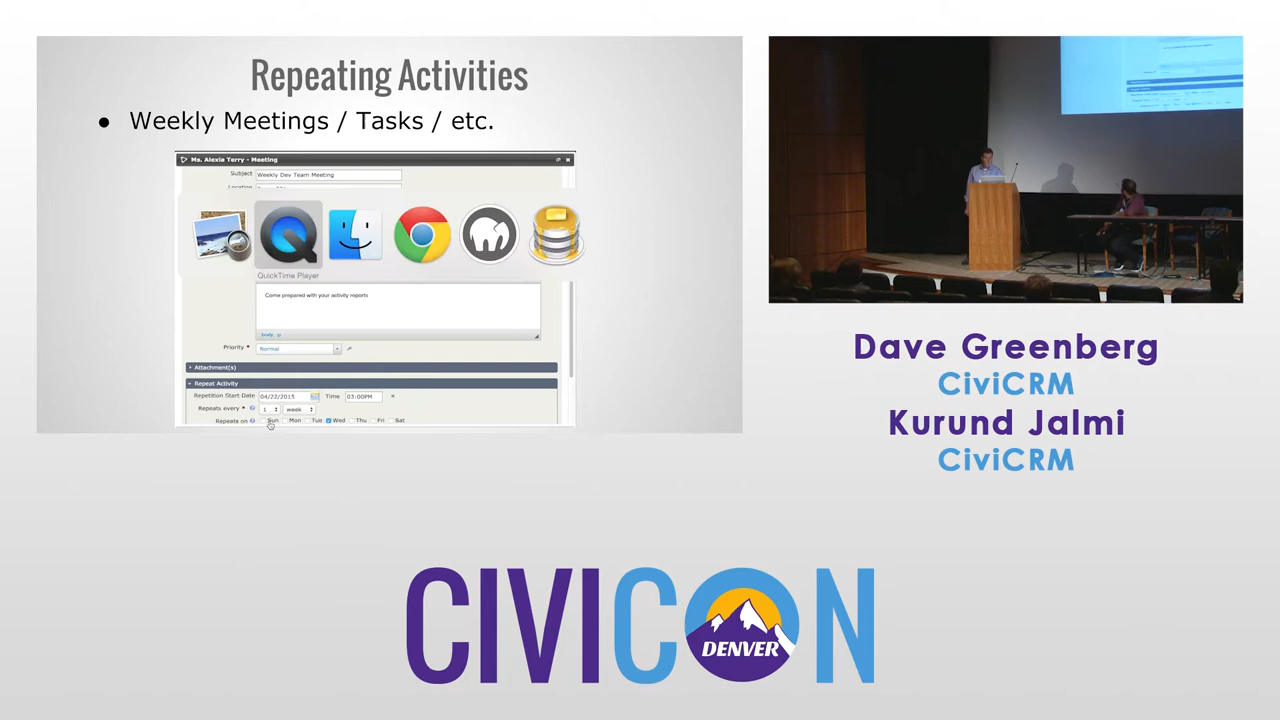 Repeating Activities
● Weekly Meetings / Tasks / etc.
Ms. Alexia Terry - Meeting
Subject Weekly Dev Team Meeting
QuickTime Player
Come prepared with your activity reports
body p
Priority * Normal
Attachment(s)
Repeat Activity
Repetition Start Date 04/22/2015 Time 03:00PM
Repeats every * 1 week
Repeats on Sun Mon Tue Wed Thu Fri Sat
Dave Greenberg
CiviCRM
Kurund Jalmi
CiviCRM
CIVICON
DENVER